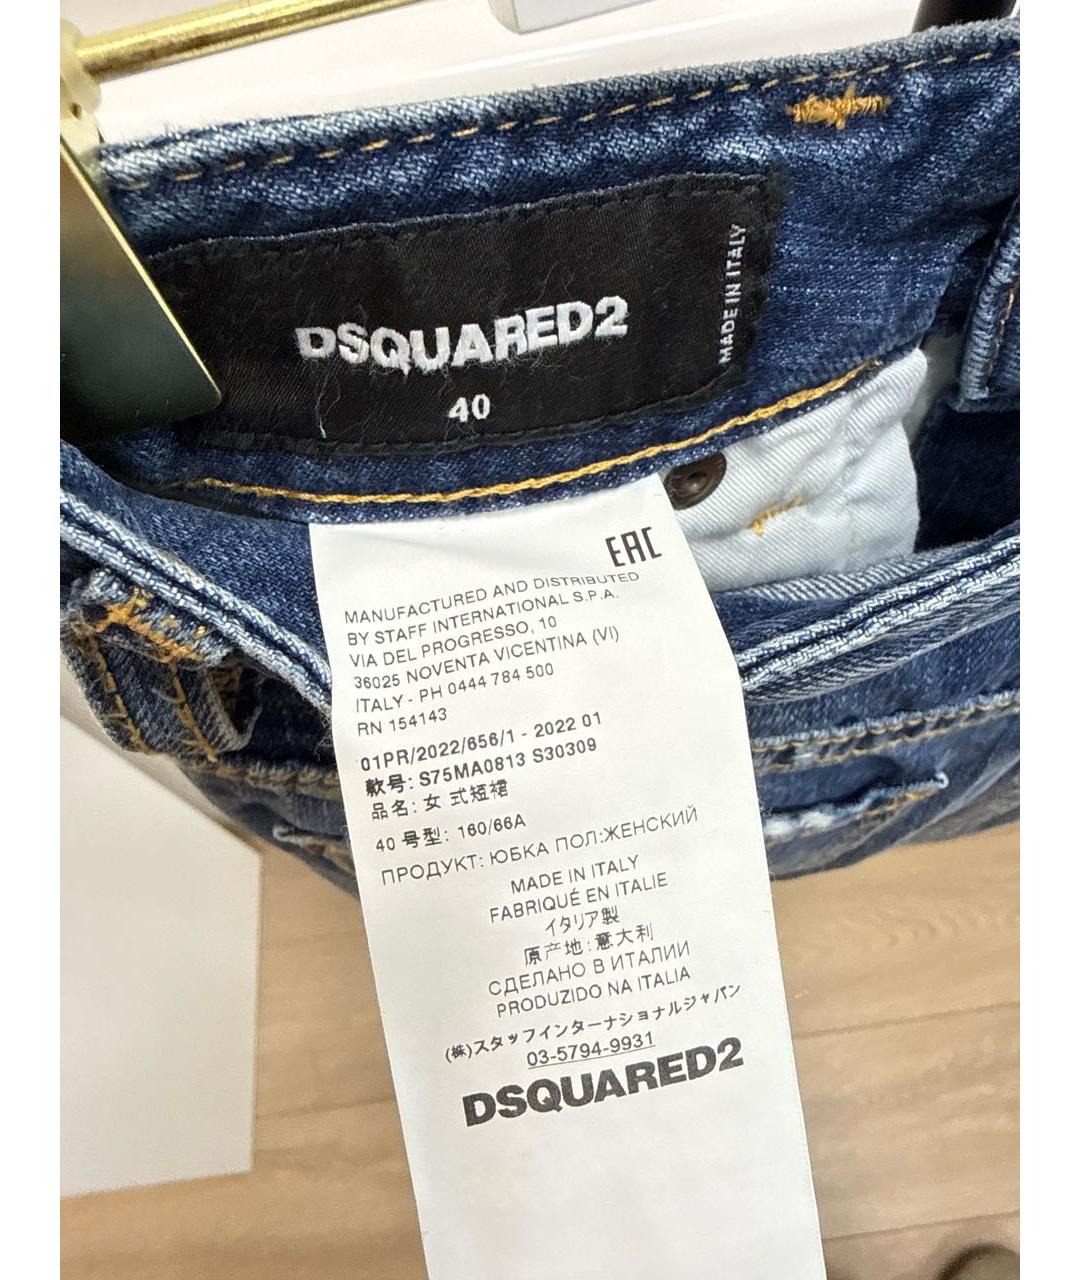 DSQUARED2
40
MADE IN ITALY
EAC
MANUFACTURED AND DISTRIBUTED
BY STAFF INTERNATIONAL S.P.A.
VIA DEL PROGRESSO, 10
36025 NOVENTA VICENTINA (VI)
ITALY - PH 0444 784 500
RN 154143
01PR/2022/656/1 - 2022 01
款号: S75MA0813 S30309
品名: 女 式短裙
40 号型: 160/66A
ПРОДУКТ: ЮБКА ПОЛ:ЖЕНСКИЙ
MADE IN ITALY
FABRIQUÉ EN ITALIE
イタリア製
原产地:意大利
СДЕЛАНО В ИТАЛИИ
PRODUZIDO NA ITALIA
(株)スタッフインターナショナルジャパン
03-5794-9931
DSQUARED2